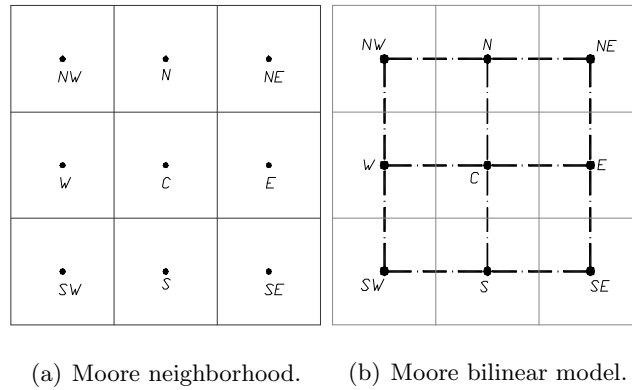 NW N NE
W C E
SW S SE
NW N NE
W C E
SW S SE
(a) Moore neighborhood.
(b) Moore bilinear model.